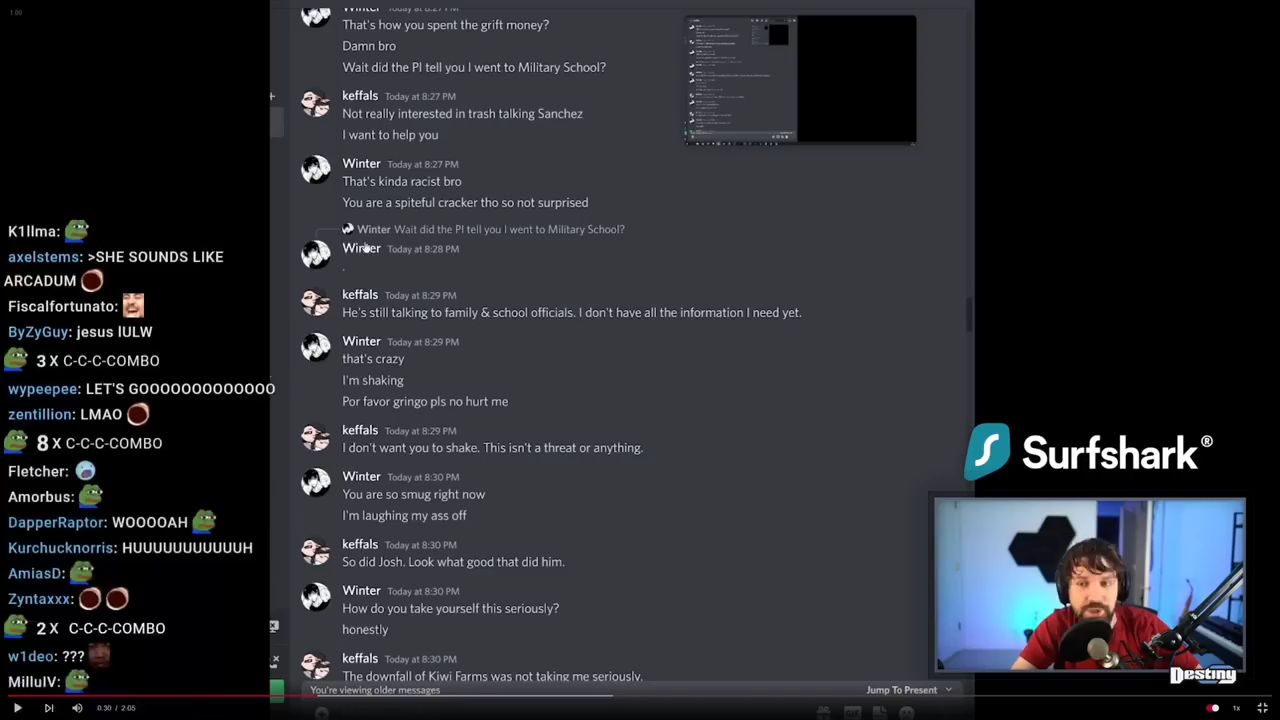 1.00
Winter
That's how you spent the grift money?
Damn bro
Wait did the PI tell you I went to Military School?
keffals Today at 8:27 PM
Not really interested in trash talking Sanchez
I want to help you
Winter Today at 8:27 PM
That's kinda racist bro
You are a spiteful cracker tho so not surprised
Winter Wait did the PI tell you I went to Military School?
Winter Today at 8:28 PM
.
keffals Today at 8:29 PM
He's still talking to family & school officials. I don't have all the information I need yet.
Winter Today at 8:29 PM
that's crazy
I'm shaking
Por favor gringo pls no hurt me
keffals Today at 8:29 PM
I don't want you to shake. This isn't a threat or anything.
Winter Today at 8:30 PM
You are so smug right now
I'm laughing my ass off
keffals Today at 8:30 PM
So did Josh. Look what good that did him.
Winter Today at 8:30 PM
How do you take yourself this seriously?
honestly
keffals Today at 8:30 PM
The downfall of Kiwi Farms was not taking me seriously.
You're viewing older messages
Jump To Present
K1llma:
axelstems: >SHE SOUNDS LIKE
ARCADUM
Fiscalfortunato:
ByZyGuy: jesus lULW
3 X C-C-C-COMBO
wypeepee: LET'S GOOOOOOOOOOOO
zentillion: LMAO
8 X C-C-C-COMBO
Fletcher:
Amorbus:
DapperRaptor: WOOOOAH
Kurchucknorris: HUUUUUUUUUUUH
AmiasD:
Zyntaxxx:
2 X C-C-C-COMBO
w1deo: ???
MilluIV:
Surfshark®
Destiny
0:30 / 2:05
1x